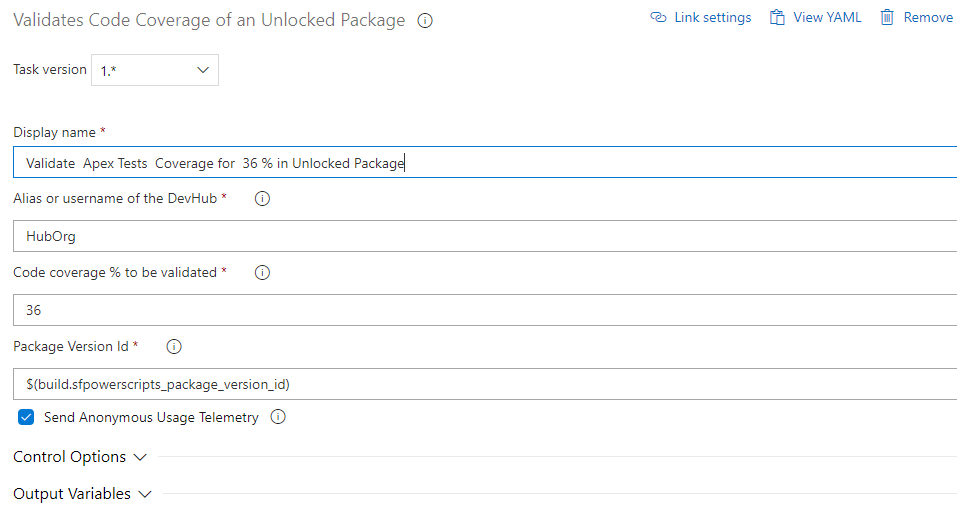 Validates Code Coverage of an Unlocked Package
Link settings View YAML Remove
Task version 1.*
Display name *
Validate Apex Tests Coverage for 36 % in Unlocked Package
Alias or username of the DevHub *
HubOrg
Code coverage % to be validated *
36
Package Version Id *
$(build.sfpowerscripts_package_version_id)
Send Anonymous Usage Telemetry
Control Options
Output Variables